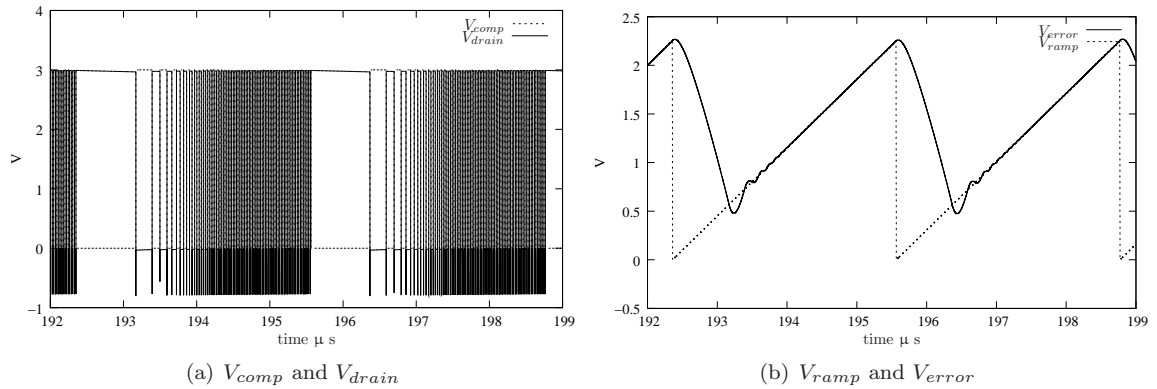 4
3
2
1
0
−1
V
V_comp
V_drain
192 193 194 195 196 197 198 199
time μ s
(a) V_comp and V_drain
2.5
2
1.5
1
0.5
0
−0.5
V
V_error
V_ramp
192 193 194 195 196 197 198 199
time μ s
(b) V_ramp and V_error